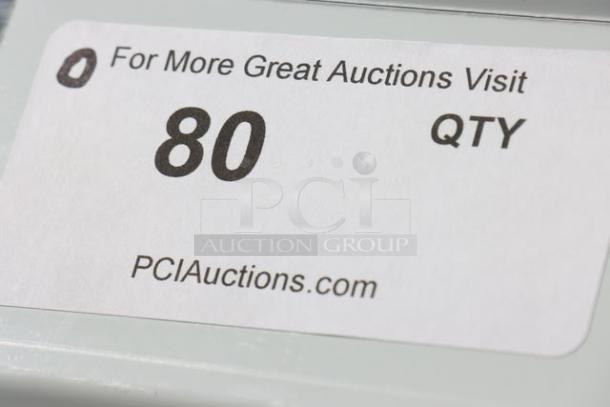 For More Great Auctions Visit
80 QTY
PCI
AUCTION GROUP
PCIAuctions.com